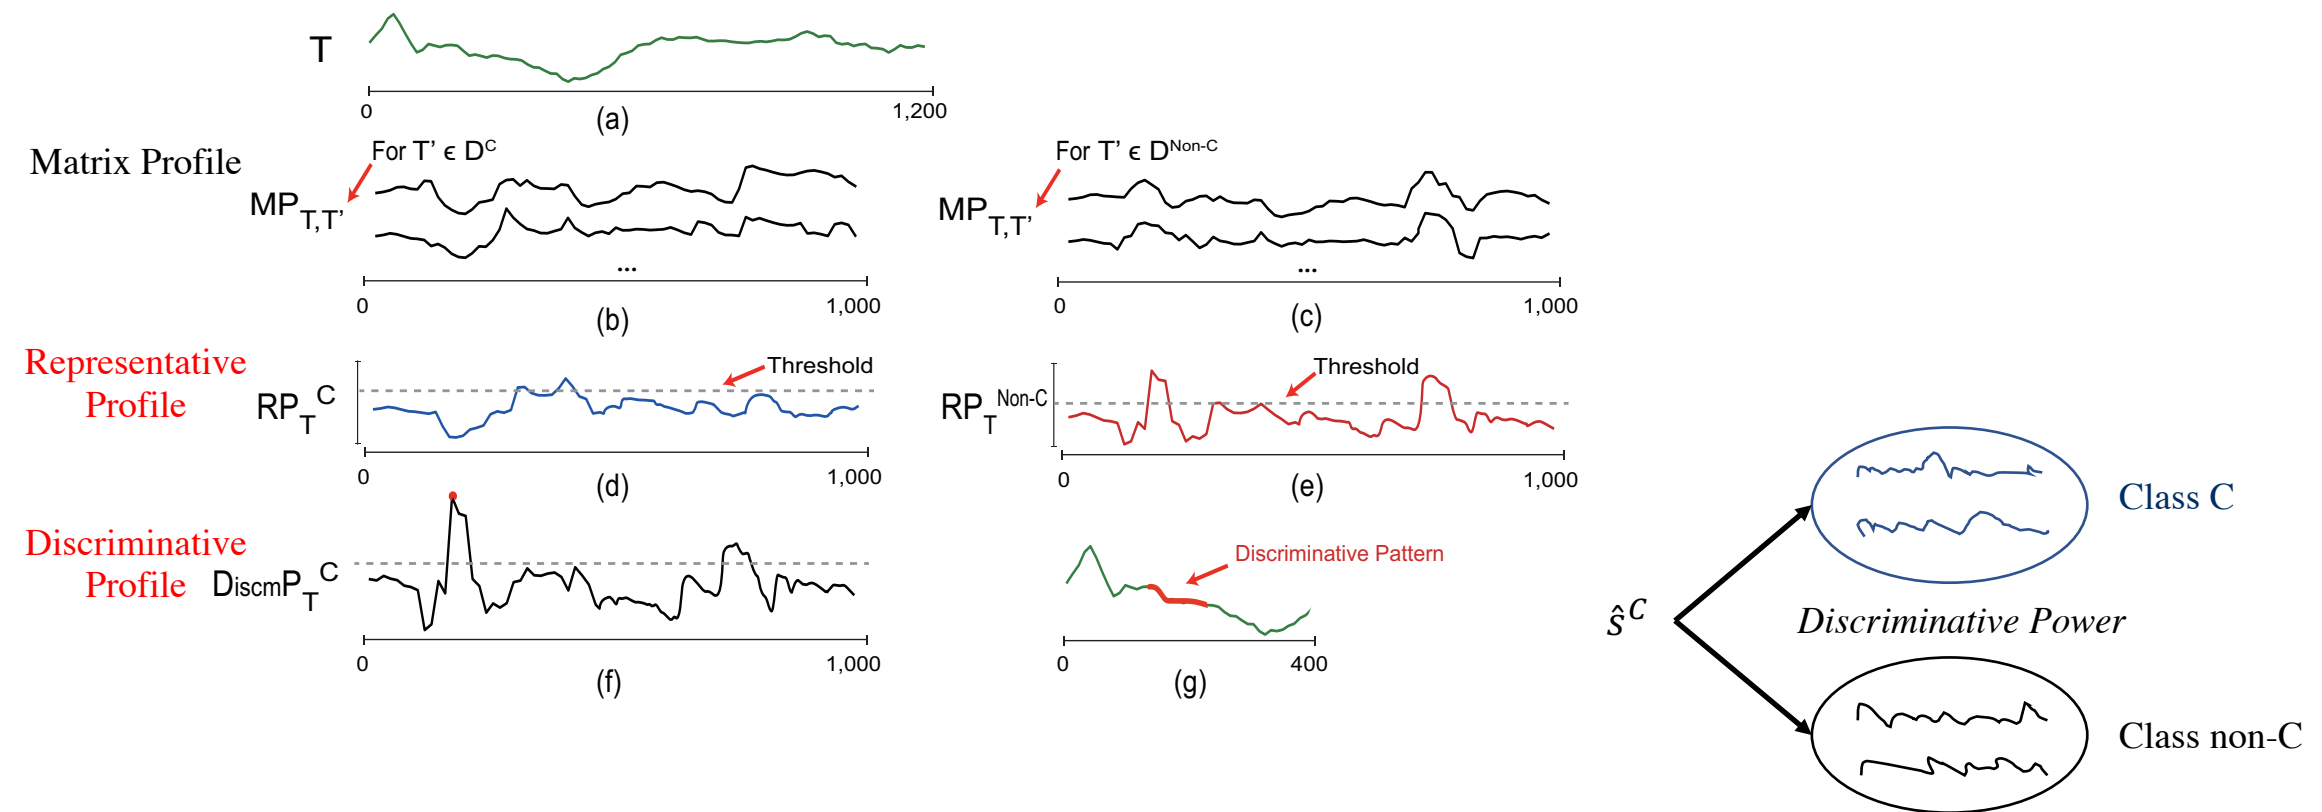 T
0 1,200
(a)
Matrix Profile
For T' ϵ D^C
MP_T,T'
...
0 1,000
(b)
For T' ϵ D^Non-C
MP_T,T'
...
0 1,000
(c)
Representative
Profile
RP_T^C
Threshold
0 1,000
(d)
RP_T^Non-C
Threshold
0 1,000
(e)
Discriminative
Profile
DiscmP_T^C
0 1,000
(f)
Discriminative Pattern
0 400
(g)
Class C
ŝ^C
Discriminative Power
Class non-C